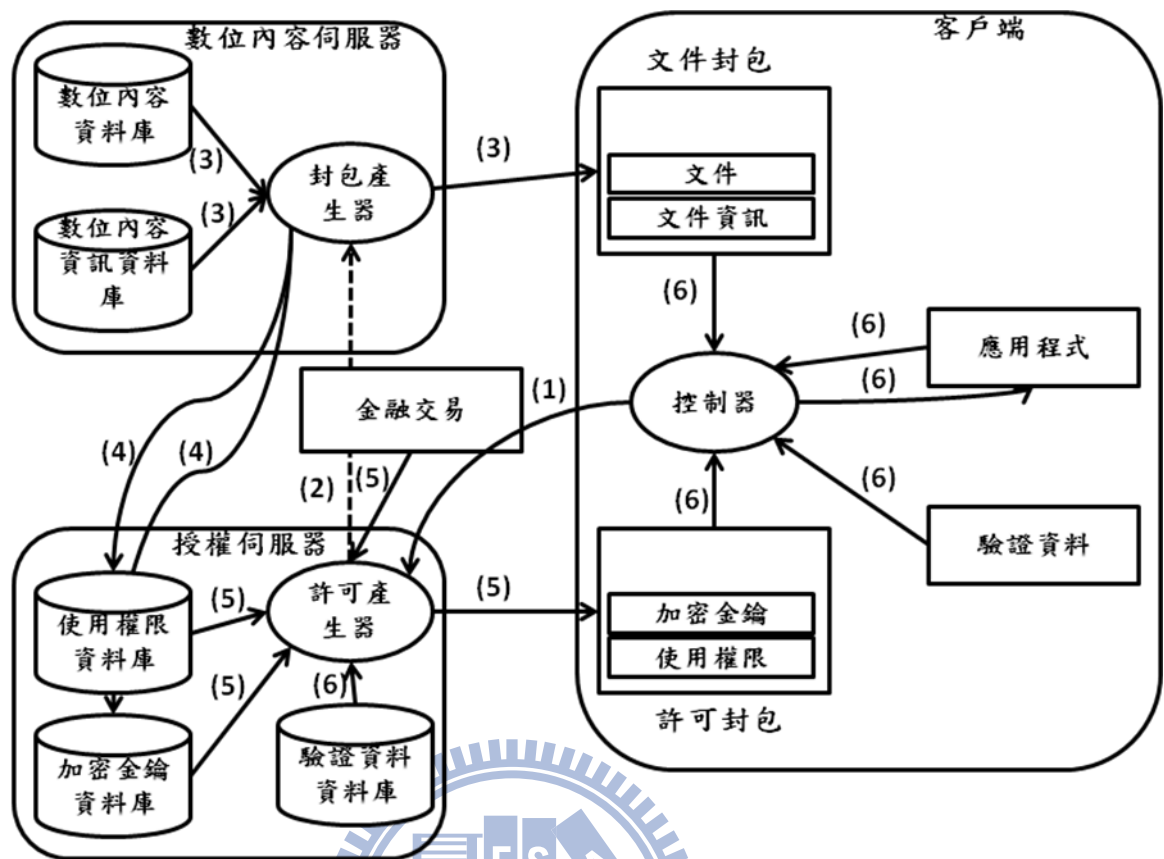 數位內容伺服器
數位內容
資料庫
(3)
數位內容
資訊資料
庫
(3)
封包產
生器
(3)
客戶端
文件封包
文件
文件資訊
(6)
應用程式
(6)
(6)
控制器
(1)
金融交易
(4)
(4)
(2)
(5)
(6)
(6)
驗證資料
授權伺服器
使用權限
資料庫
(5)
許可產
生器
(5)
加密金鑰
使用權限
許可封包
(5)
(6)
加密金鑰
資料庫
驗證資料
資料庫